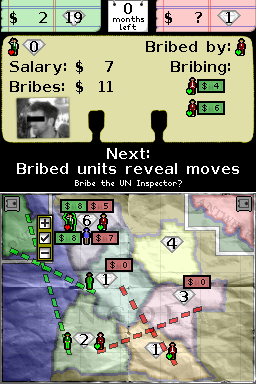 $ 2 19
0
months
left
$ ? 1
0
Bribed by:
Salary: $ 7
Bribing:
Bribes: $ 11
$ 4
$ 6
Next:
Bribed units reveal moves
Bribe the UN Inspector?
$ 8 $ 5
6
$ 8 $ 7
4
$ 0
1
$ 0
3
2
1